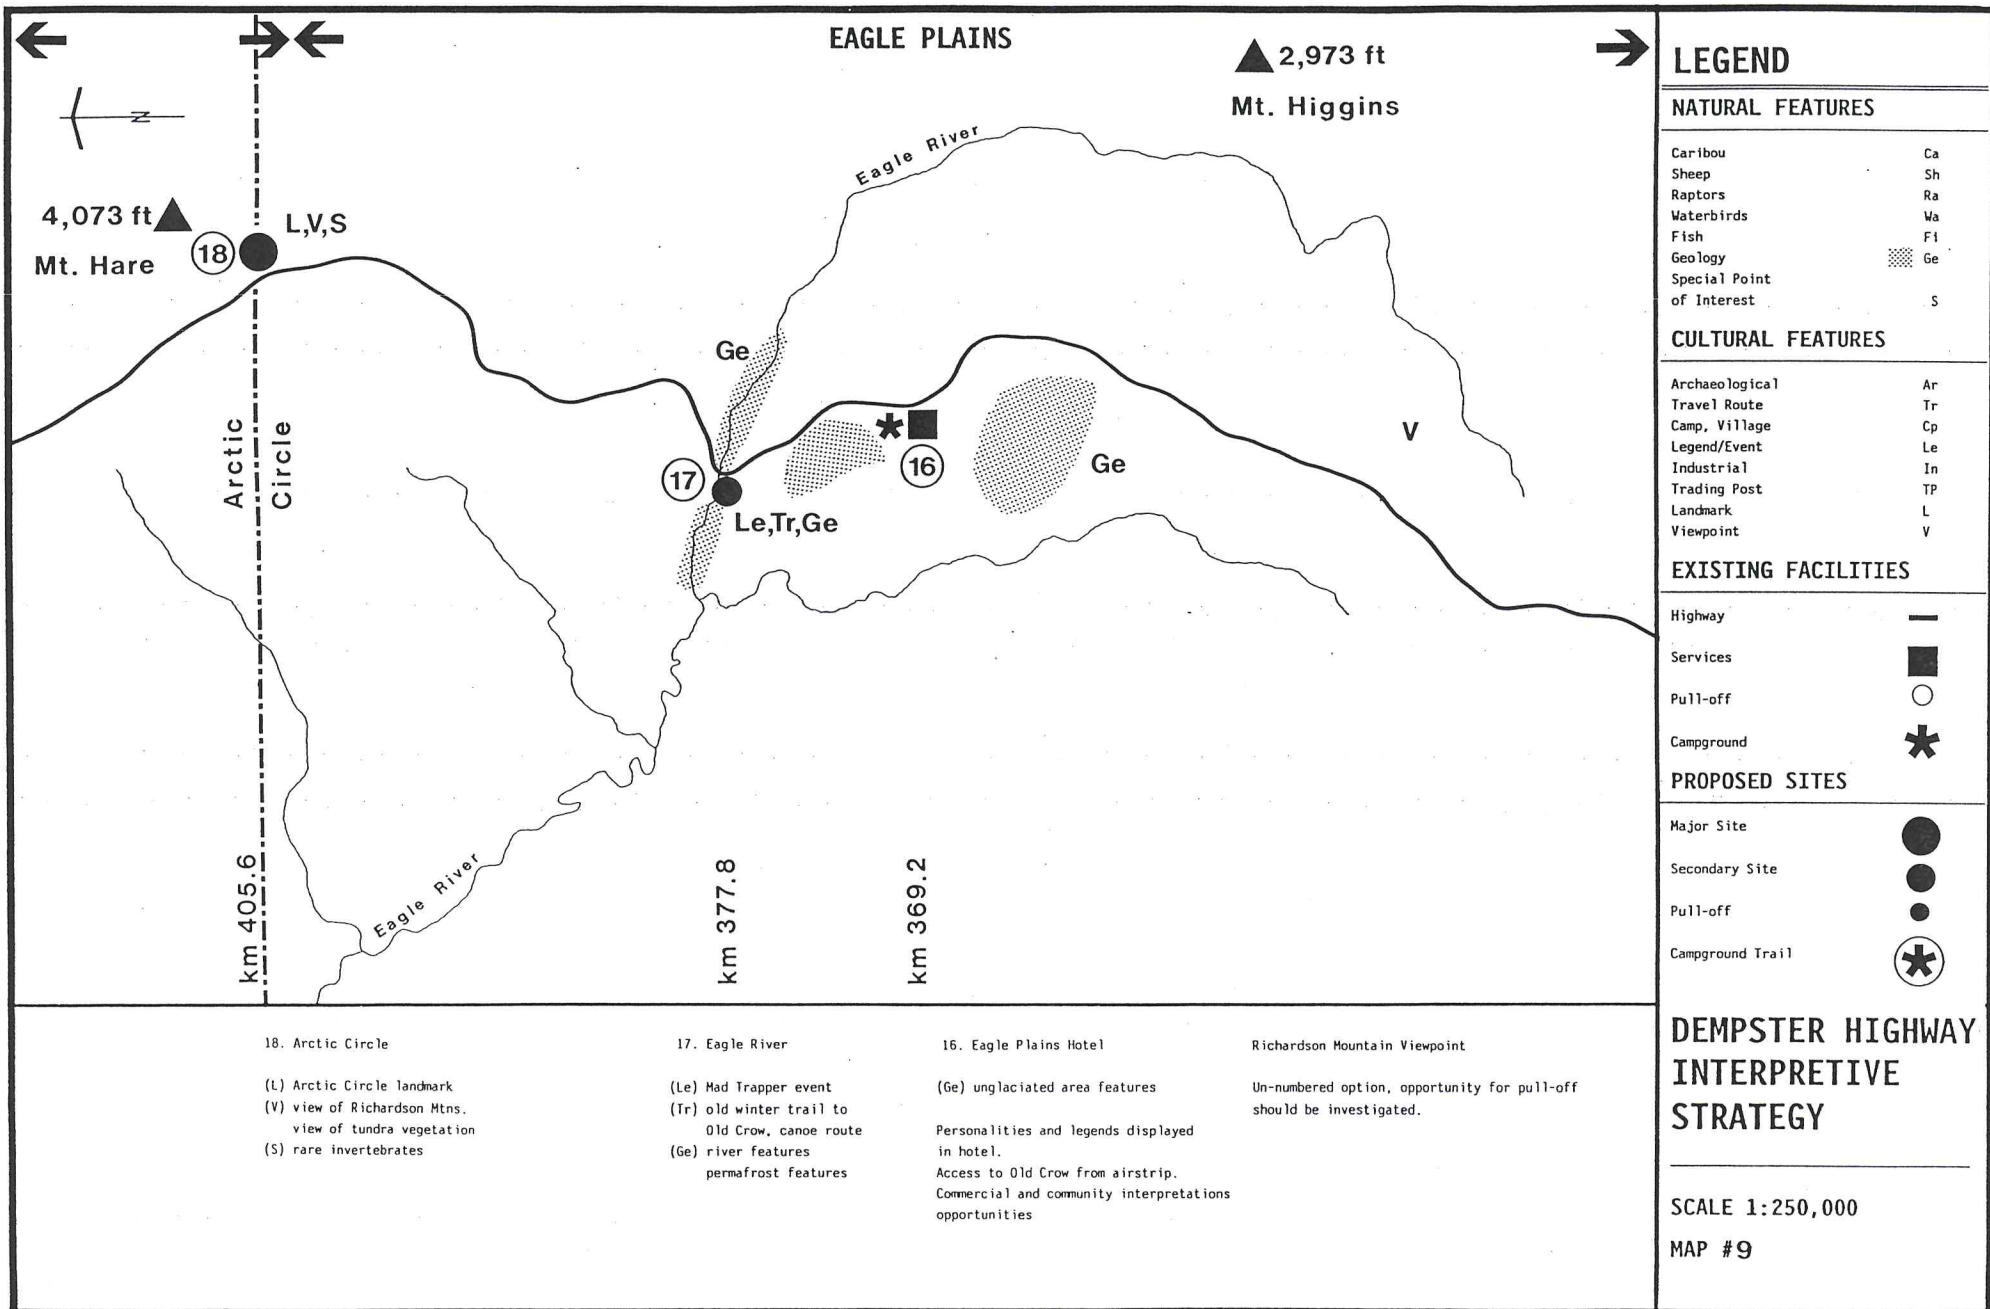 EAGLE PLAINS
N
2,973 ft
Mt. Higgins
Eagle River
4,073 ft
Mt. Hare
18
L,V,S
Ge
Arctic
Circle
17
Le,Tr,Ge
16
Ge
V
Eagle River
km 405.6
km 377.8
km 369.2
18. Arctic Circle
(L) Arctic Circle landmark
(V) view of Richardson Mtns.
view of tundra vegetation
(S) rare invertebrates
17. Eagle River
(Le) Mad Trapper event
(Tr) old winter trail to
Old Crow, canoe route
(Ge) river features
permafrost features
16. Eagle Plains Hotel
(Ge) unglaciated area features
Personalities and legends displayed
in hotel.
Access to Old Crow from airstrip.
Commercial and community interpretations
opportunities
Richardson Mountain Viewpoint
Un-numbered option, opportunity for pull-off
should be investigated.
LEGEND
NATURAL FEATURES
Caribou Ca
Sheep Sh
Raptors Ra
Waterbirds Wa
Fish Fi
Geology Ge
Special Point
of Interest S
CULTURAL FEATURES
Archaeological Ar
Travel Route Tr
Camp, Village Cp
Legend/Event Le
Industrial In
Trading Post TP
Landmark L
Viewpoint V
EXISTING FACILITIES
Highway
Services
Pull-off
Campground
PROPOSED SITES
Major Site
Secondary Site
Pull-off
Campground Trail
DEMPSTER HIGHWAY
INTERPRETIVE
STRATEGY
SCALE 1:250,000
MAP #9